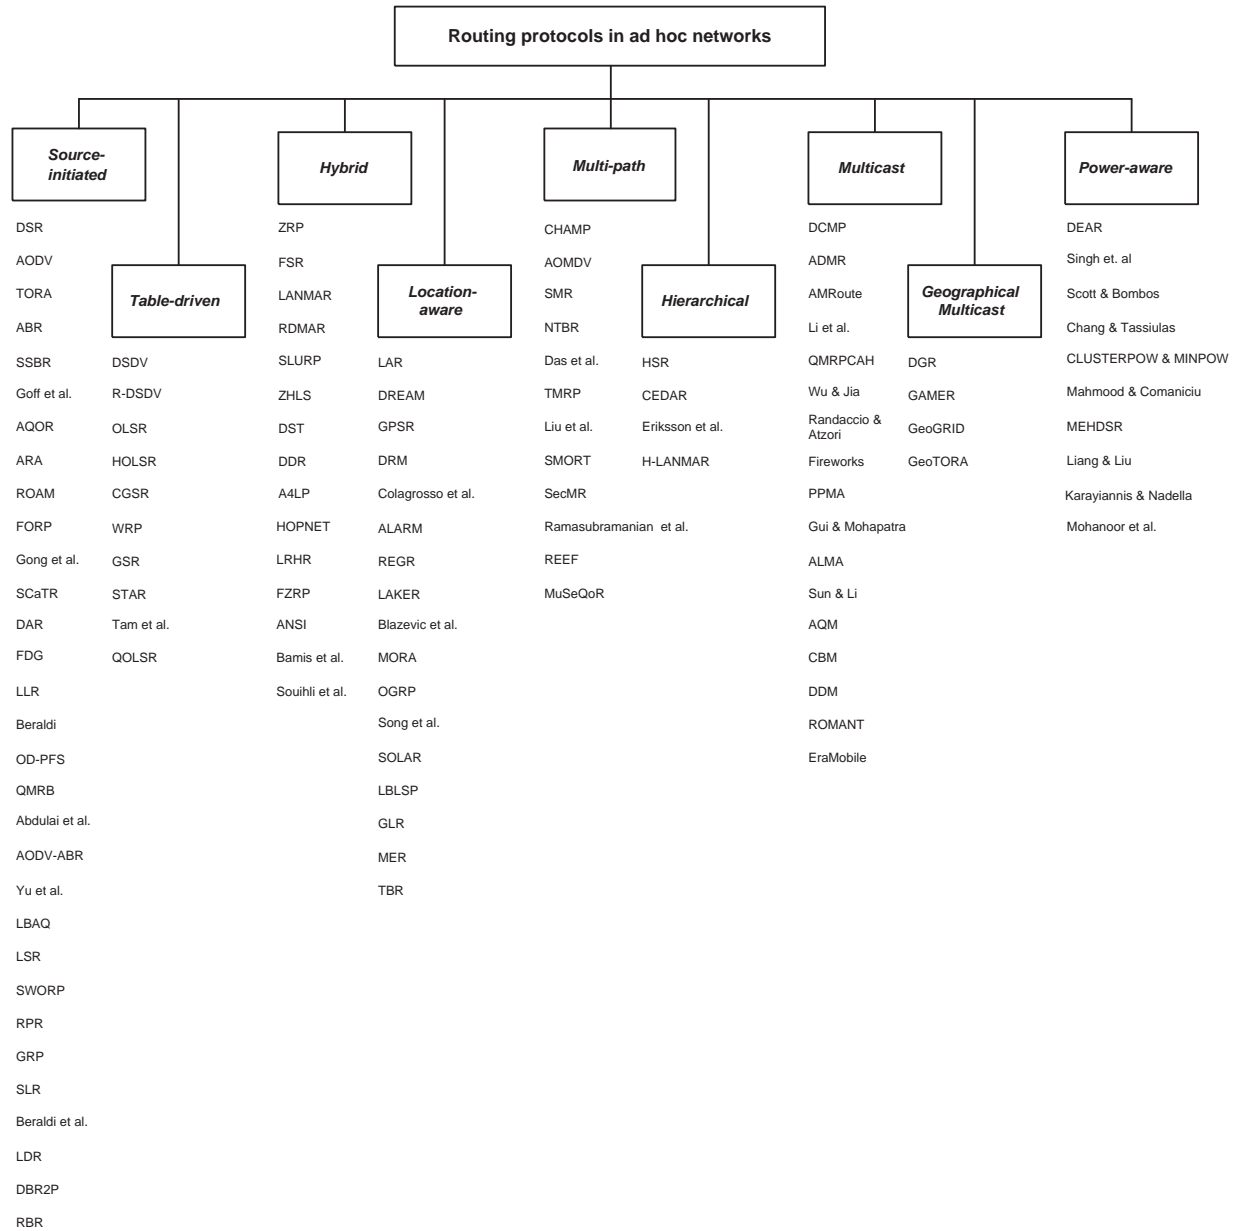 Routing protocols in ad hoc networks
Source-
initiated
DSR
AODV
TORA
ABR
SSBR
Goff et al.
AQOR
ARA
ROAM
FORP
Gong et al.
SCaTR
DAR
FDG
LLR
Beraldi
OD-PFS
QMRB
Abdulai et al.
AODV-ABR
Yu et al.
LBAQ
LSR
SWORP
RPR
GRP
SLR
Beraldi et al.
LDR
DBR2P
RBR
Table-driven
DSDV
R-DSDV
OLSR
HOLSR
CGSR
WRP
GSR
STAR
Tam et al.
QOLSR
Hybrid
ZRP
FSR
LANMAR
RDMAR
SLURP
ZHLS
DST
DDR
A4LP
HOPNET
LRHR
FZRP
ANSI
Bamis et al.
Souihli et al.
Location-
aware
LAR
DREAM
GPSR
DRM
Colagrosso et al.
ALARM
REGR
LAKER
Blazevic et al.
MORA
OGRP
Song et al.
SOLAR
LBLSP
GLR
MER
TBR
Multi-path
CHAMP
AOMDV
SMR
NTBR
Das et al.
TMRP
Liu et al.
SMORT
SecMR
Ramasubramanian et al.
REEF
MuSeQoR
Hierarchical
HSR
CEDAR
Eriksson et al.
H-LANMAR
Multicast
DCMP
ADMR
AMRoute
Li et al.
QMRPCAH
Wu & Jia
Randaccio &
Atzori
Fireworks
PPMA
Gui & Mohapatra
ALMA
Sun & Li
AQM
CBM
DDM
ROMANT
EraMobile
Geographical
Multicast
DGR
GAMER
GeoGRID
GeoTORA
Power-aware
DEAR
Singh et. al
Scott & Bombos
Chang & Tassiulas
CLUSTERPOW & MINPOW
Mahmood & Comaniciu
MEHDSR
Liang & Liu
Karayiannis & Nadella
Mohanoor et al.